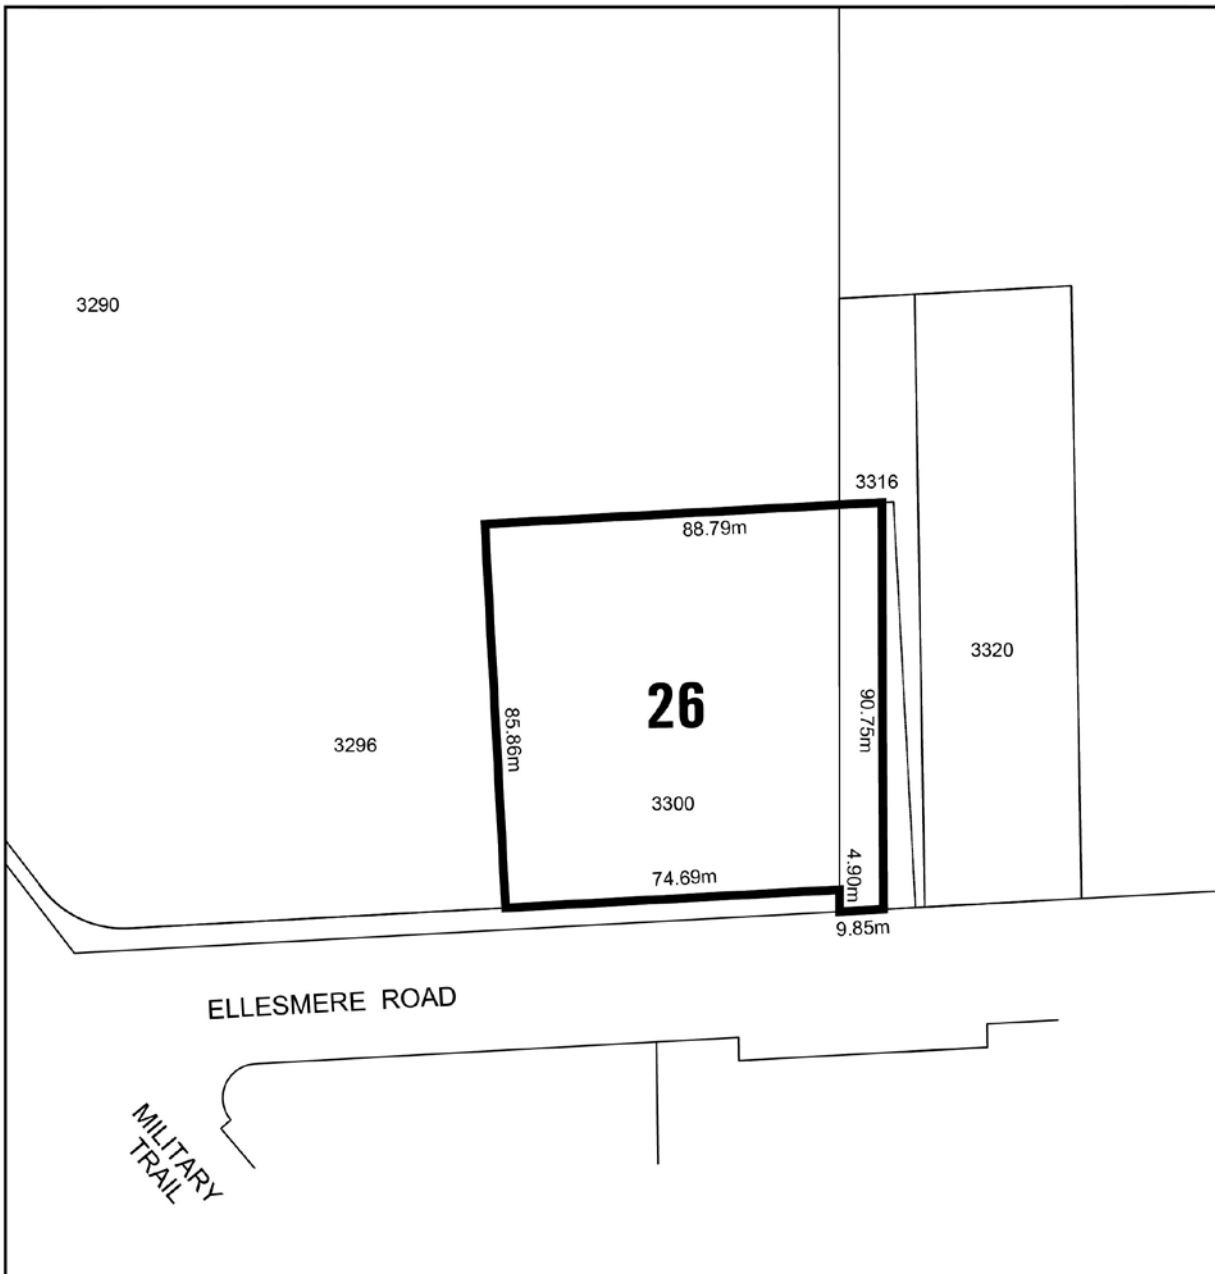 3290
3316
88.79m
3320
26
85.86m
90.75m
3296
3300
74.69m
4.90m
9.85m
ELLESMERE ROAD
MILITARY
TRAIL